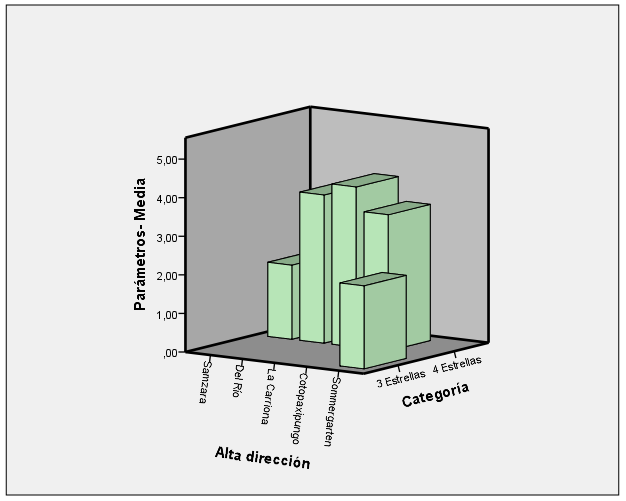 5,00
4,00
3,00
2,00
1,00
,00
Parámetros- Media
Samzara
Del Río
La Carriona
Cotopaxipungo
Sommergarten
3 Estrellas
4 Estrellas
Alta dirección
Categoría